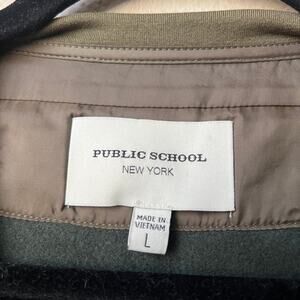 PUBLIC SCHOOL
NEW YORK
MADE IN
VIETNAM
L